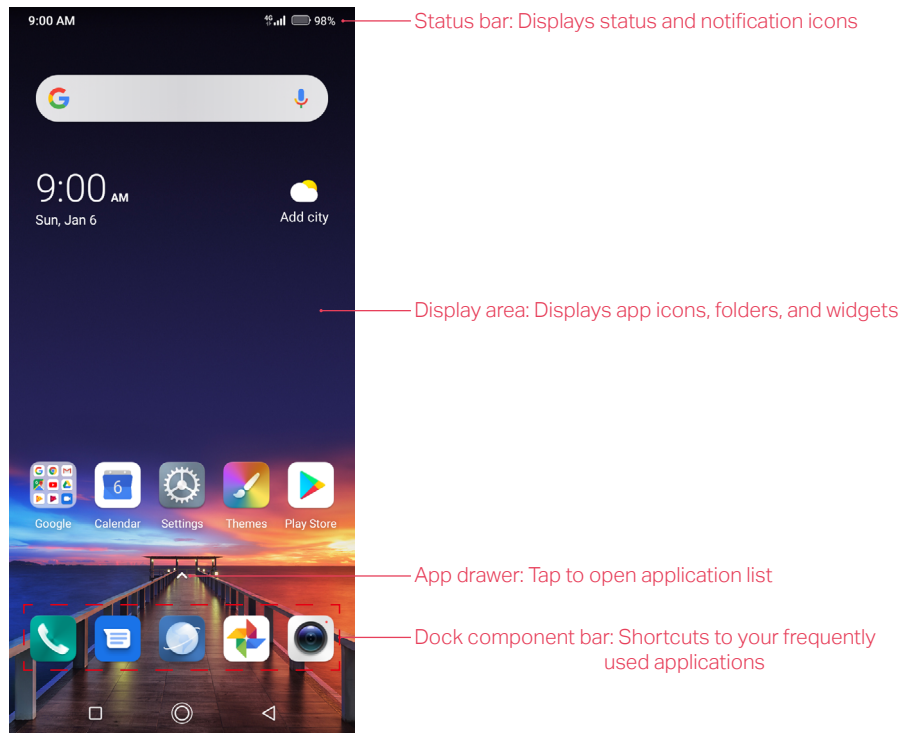 9:00 AM 4G 98%
Status bar: Displays status and notification icons
9:00 AM
Sun, Jan 6
Add city
Display area: Displays app icons, folders, and widgets
6
Google Calendar Settings Themes Play Store
App drawer: Tap to open application list
Dock component bar: Shortcuts to your frequently
used applications